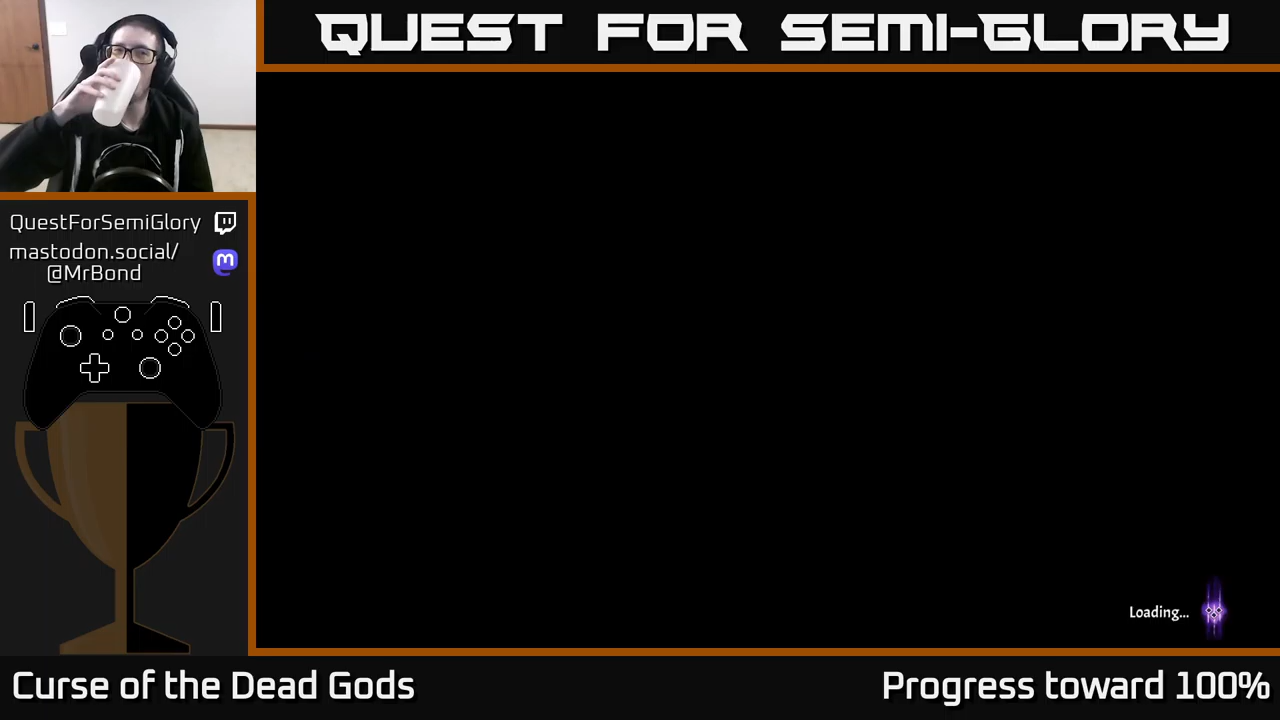 QUEST FOR SEMI-GLORY
QuestForSemiGlory
mastodon.social/
@MrBond
Loading...
Curse of the Dead Gods
Progress toward 100%